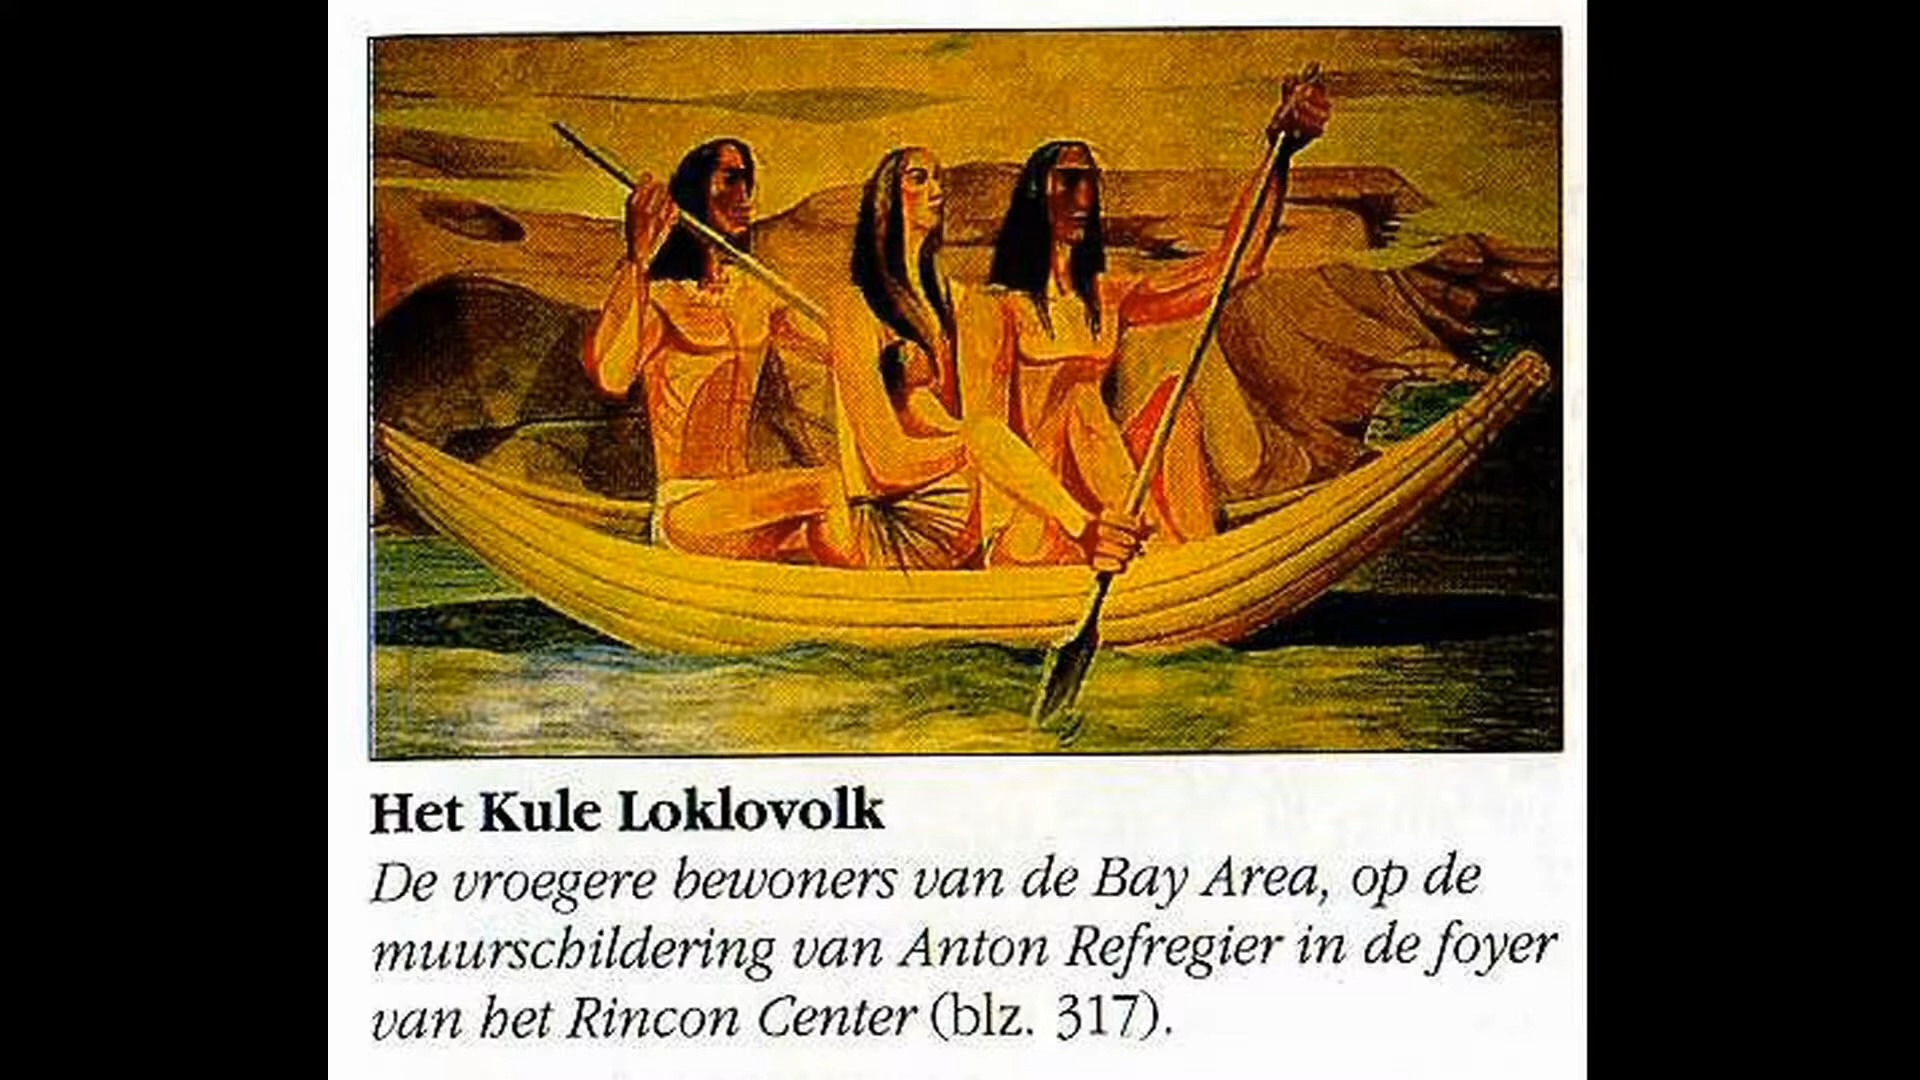 Het Kule Loklovolk
De vroegere bewoners van de Bay Area, op de
muurschildering van Anton Refregier in de foyer
van het Rincon Center (blz. 317).